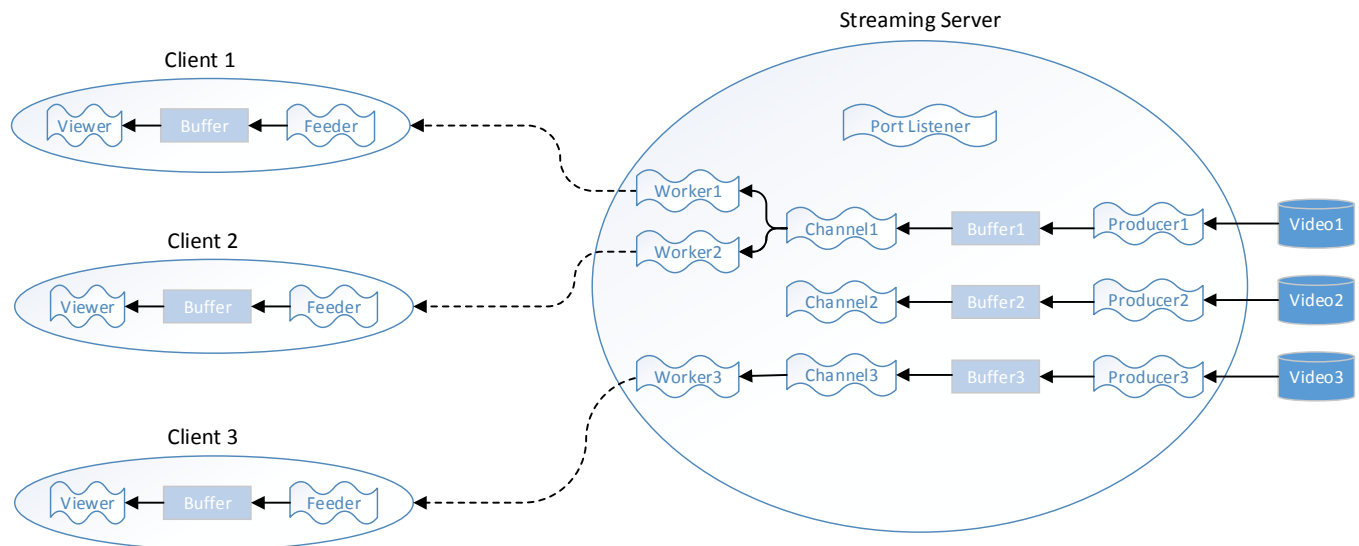 Streaming Server
Client 1
Viewer
Buffer
Feeder
Port Listener
Worker1
Channel1
Buffer1
Producer1
Video1
Client 2
Worker2
Viewer
Buffer
Feeder
Channel2
Buffer2
Producer2
Video2
Worker3
Channel3
Buffer3
Producer3
Video3
Client 3
Viewer
Buffer
Feeder